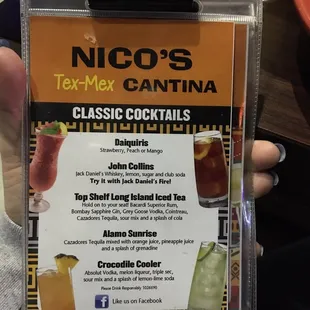 NICO'S
Tex-Mex CANTINA
CLASSIC COCKTAILS
Daiquiris
Strawberry, Peach or Mango
John Collins
Jack Daniel's Whiskey, lemon, sugar and club soda
Try it with Jack Daniel's Fire!
Top Shelf Long Island Iced Tea
Hold on to your seat! Bacardi Superior Rum,
Bombay Sapphire Gin, Grey Goose Vodka, Cointreau,
Cazadores Tequila, sour mix and a splash of cola
Alamo Sunrise
Cazadores Tequila mixed with orange juice, pineapple juice
and a splash of grenadine
Crocodile Cooler
Absolut Vodka, melon liqueur, triple sec,
sour mix and a splash of lemon-lime soda
Please Drink Responsibly
f Like us on Facebook